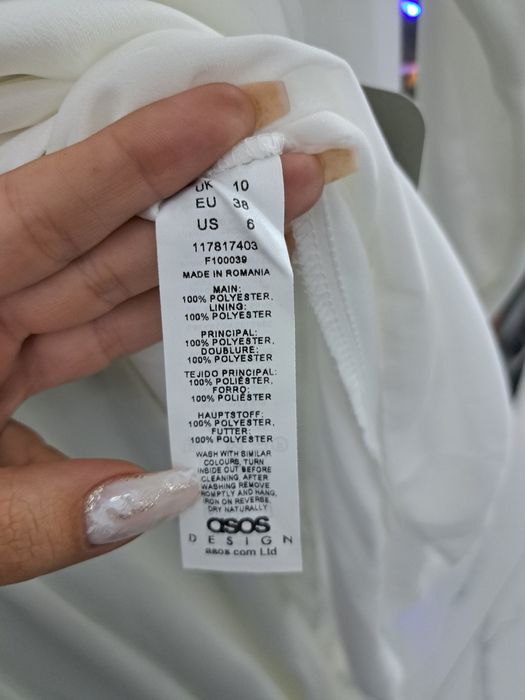 UK 10
EU 38
US 6
117817403
F100039
MADE IN ROMANIA
MAIN:
100% POLYESTER.
LINING:
100% POLYESTER
PRINCIPAL:
100% POLYESTER.
DOUBLURE:
100% POLYESTER
TEJIDO PRINCIPAL:
100% POLIÉSTER.
FORRO:
100% POLIÉSTER
HAUPTSTOFF:
100% POLYESTER.
FUTTER:
100% POLYESTER
WASH WITH SIMILAR
COLOURS, TURN
INSIDE OUT BEFORE
CLEANING, AFTER
WASHING REMOVE
ROMPTLY AND HANG,
IRON ON REVERSE,
DRY NATURALLY
asos
DESIGN
asos.com Ltd